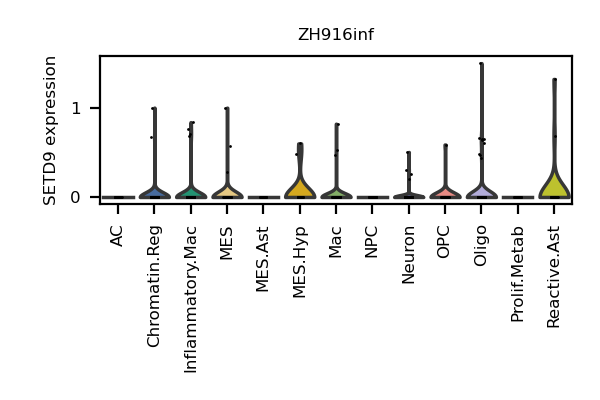 ZH916inf
SETD9 expression
1
0
AC
Chromatin.Reg
Inflammatory.Mac
MES
MES.Ast
MES.Hyp
Mac
NPC
Neuron
OPC
Oligo
Prolif.Metab
Reactive.Ast